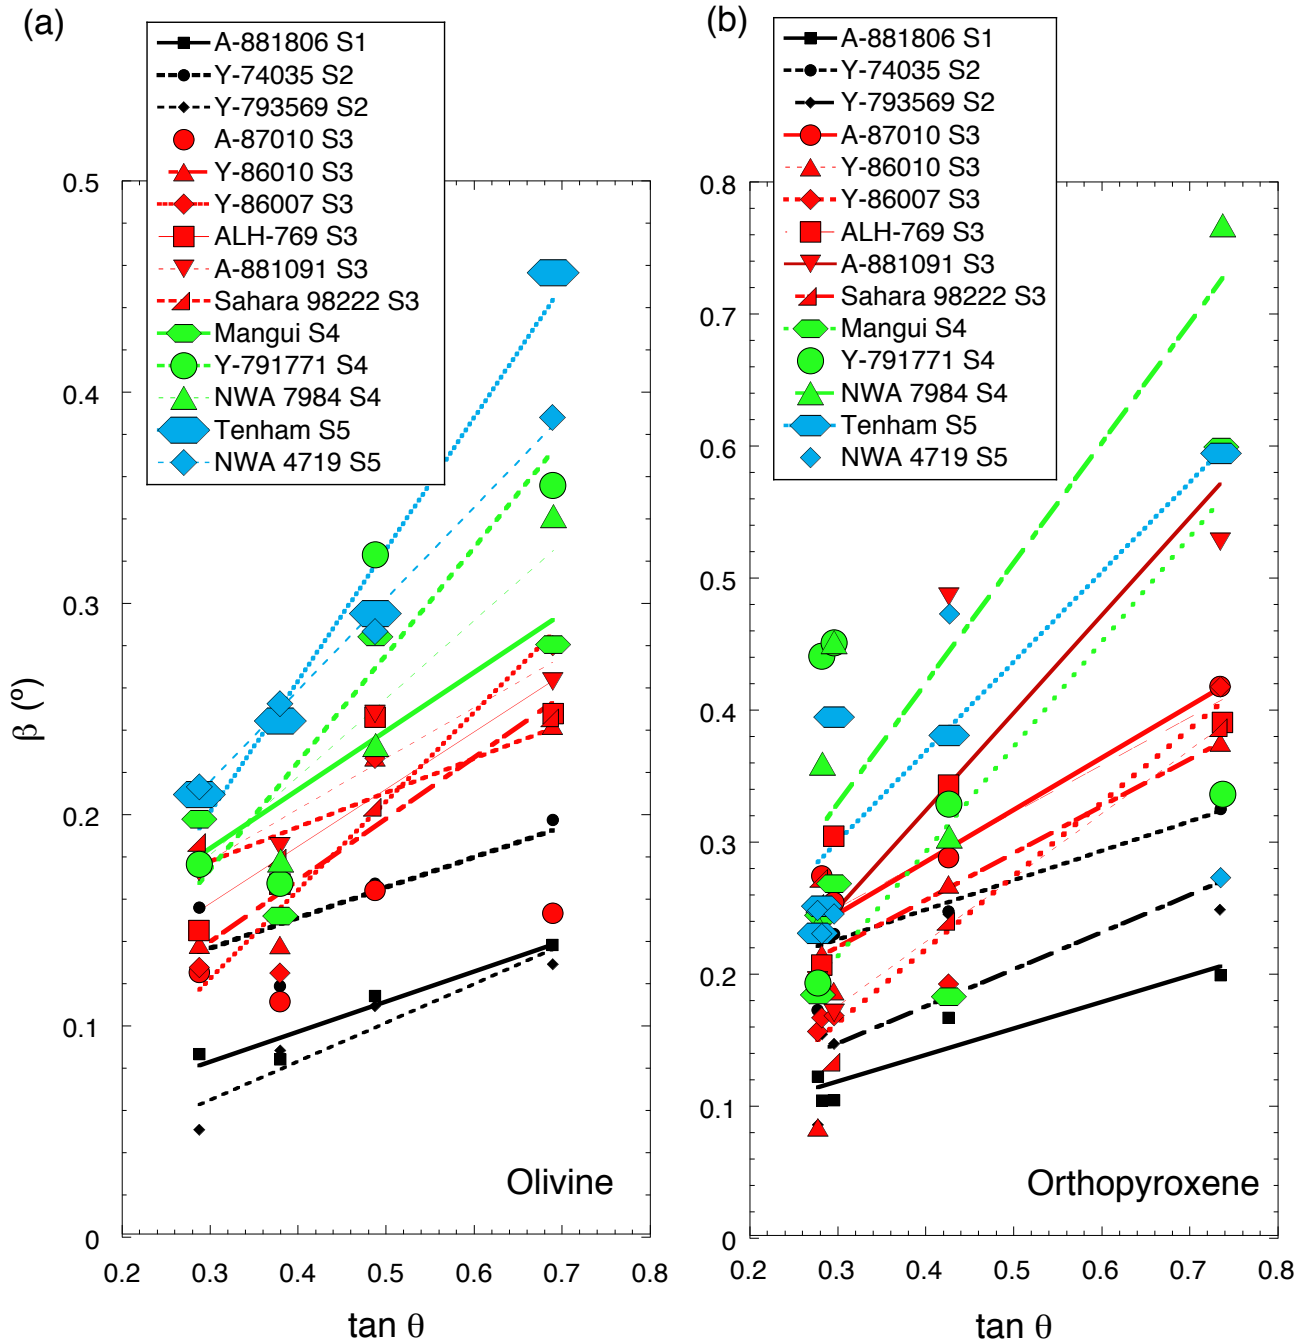 (a)
A-881806 S1
Y-74035 S2
Y-793569 S2
A-87010 S3
Y-86010 S3
Y-86007 S3
ALH-769 S3
A-881091 S3
Sahara 98222 S3
Mangui S4
Y-791771 S4
NWA 7984 S4
Tenham S5
NWA 4719 S5
0.5
0.4
0.3
0.2
0.1
0
β (º)
Olivine
0.2 0.3 0.4 0.5 0.6 0.7 0.8
tan θ
(b)
A-881806 S1
Y-74035 S2
Y-793569 S2
A-87010 S3
Y-86010 S3
Y-86007 S3
ALH-769 S3
A-881091 S3
Sahara 98222 S3
Mangui S4
Y-791771 S4
NWA 7984 S4
Tenham S5
NWA 4719 S5
0.8
0.7
0.6
0.5
0.4
0.3
0.2
0.1
0
Orthopyroxene
0.2 0.3 0.4 0.5 0.6 0.7 0.8
tan θ